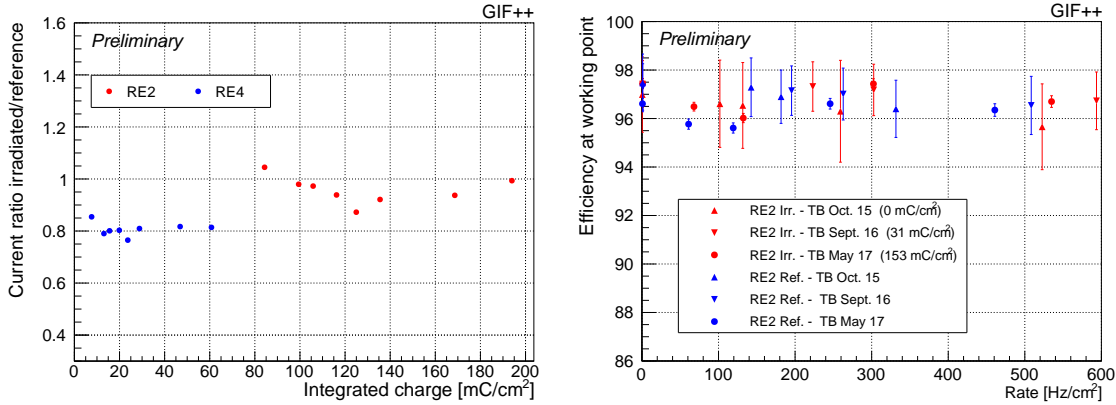 GIF++
Preliminary
RE2
RE4
Current ratio irradiated/reference
1.6
1.4
1.2
1
0.8
0.6
0.4
0 20 40 60 80 100 120 140 160 180 200
Integrated charge [mC/cm²]
GIF++
Preliminary
Efficiency at working point
100
98
96
96
94
92
90
88
86
RE2 Irr. - TB Oct. 15 (0 mC/cm²)
RE2 Irr. - TB Sept. 16 (31 mC/cm²)
RE2 Irr. - TB May 17 (153 mC/cm²)
RE2 Ref. - TB Oct. 15
RE2 Ref. - TB Sept. 16
RE2 Ref. - TB May 17
0 100 200 300 400 500 600
Rate [Hz/cm²]